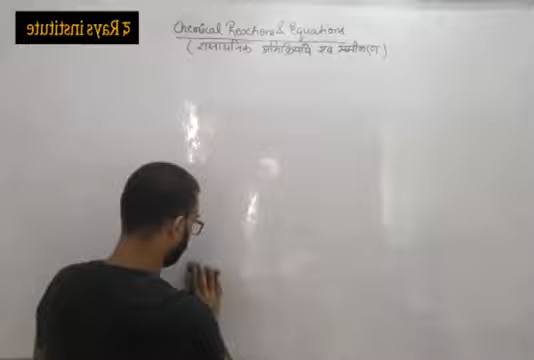 Z Rays institute
Chemical Reactions & Equations
( रासायनिक अभिक्रियाएँ एवं समीकरण )